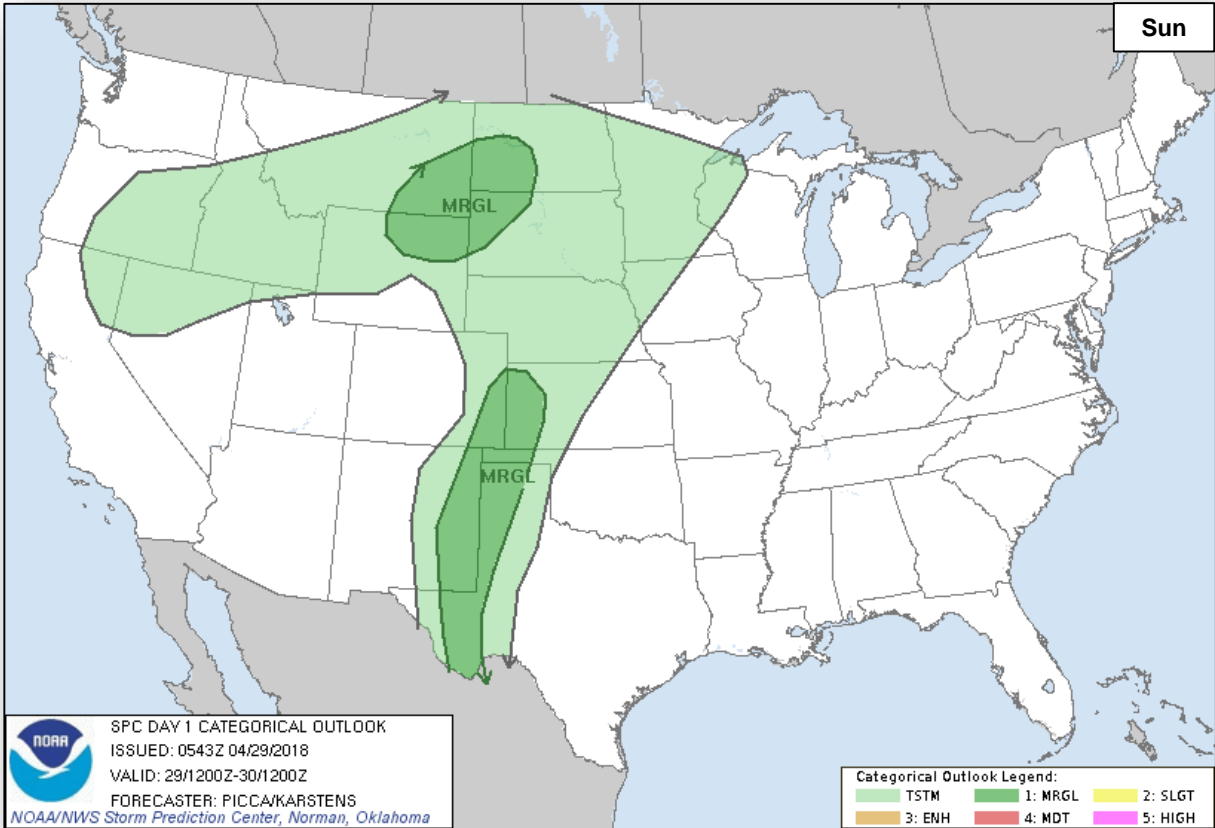 Sun
MRGL
MRGL
NOAA
SPC DAY 1 CATEGORICAL OUTLOOK
ISSUED: 0543Z 04/29/2018
VALID: 29/1200Z-30/1200Z
FORECASTER: PICCA/KARSTENS
NOAA/NWS Storm Prediction Center, Norman, Oklahoma
Categorical Outlook Legend:
TSTM 1: MRGL 2: SLGT
3: ENH 4: MDT 5: HIGH